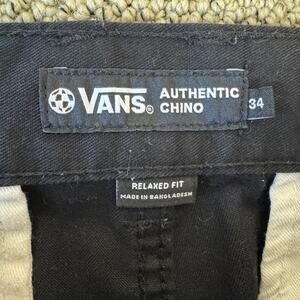 VANS® AUTHENTIC
CHINO
34
RELAXED FIT
MADE IN BANGLADESH